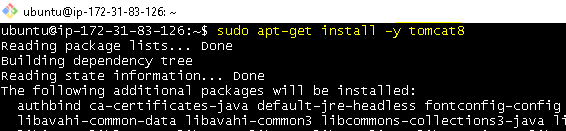 ubuntu@ip-172-31-83-126: ~
ubuntu@ip-172-31-83-126:~$ sudo apt-get install -y tomcat8
Reading package lists... Done
Building dependency tree
Reading state information... Done
The following additional packages will be installed:
authbind ca-certificates-java default-jre-headless fontconfig-config
libavahi-common-data libavahi-common3 libcommons-collections3-java l